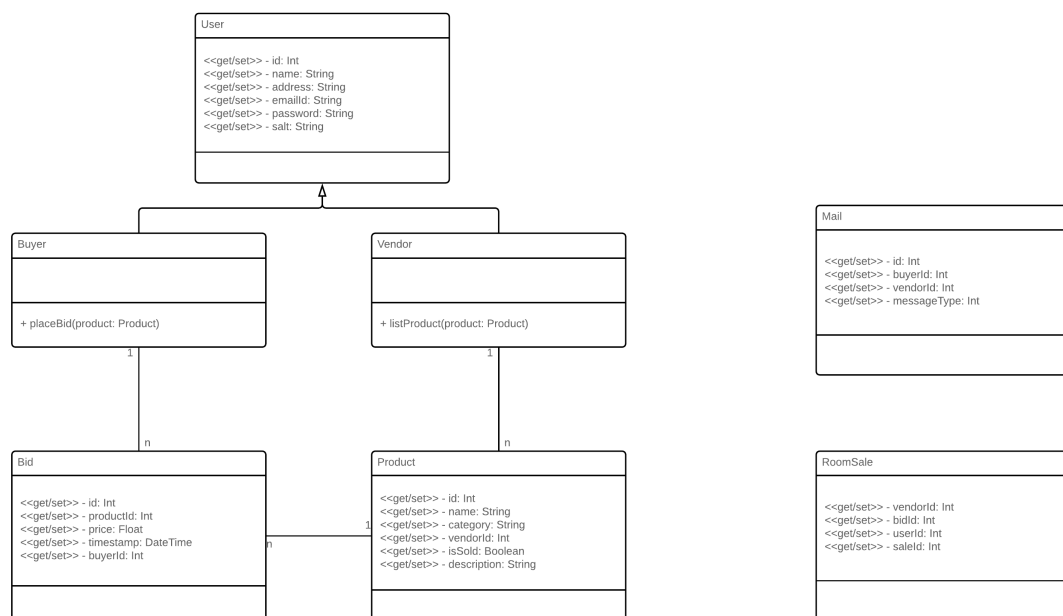 User
<<get/set>> - id: Int
<<get/set>> - name: String
<<get/set>> - address: String
<<get/set>> - emailId: String
<<get/set>> - password: String
<<get/set>> - salt: String
Buyer
+ placeBid(product: Product)
1
n
Vendor
+ listProduct(product: Product)
1
n
Mail
<<get/set>> - id: Int
<<get/set>> - buyerId: Int
<<get/set>> - vendorId: Int
<<get/set>> - messageType: Int
Bid
<<get/set>> - id: Int
<<get/set>> - productId: Int
<<get/set>> - price: Float
<<get/set>> - timestamp: DateTime
<<get/set>> - buyerId: Int
n
1
Product
<<get/set>> - id: Int
<<get/set>> - name: String
<<get/set>> - category: String
<<get/set>> - vendorId: Int
<<get/set>> - isSold: Boolean
<<get/set>> - description: String
RoomSale
<<get/set>> - vendorId: Int
<<get/set>> - bidId: Int
<<get/set>> - userId: Int
<<get/set>> - saleId: Int